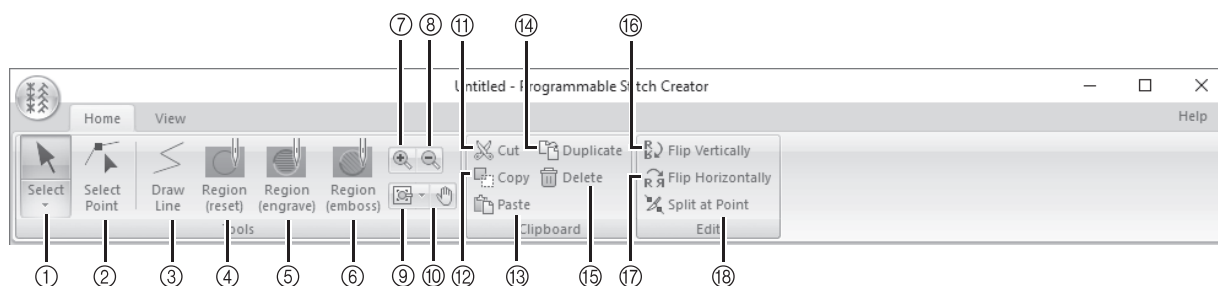 ⑦ ⑧ ⑪ ⑭ ⑯
Untitled - Programmable Stitch Creator
Home View Help
Cut Duplicate Flip Vertically
Select Select Point Draw Line Region (reset) Region (engrave) Region (emboss) Copy Delete Flip Horizontally
Paste Split at Point
Tools Clipboard Edit
① ② ③ ④ ⑤ ⑥ ⑨ ⑩ ⑫ ⑬ ⑮ ⑰ ⑱